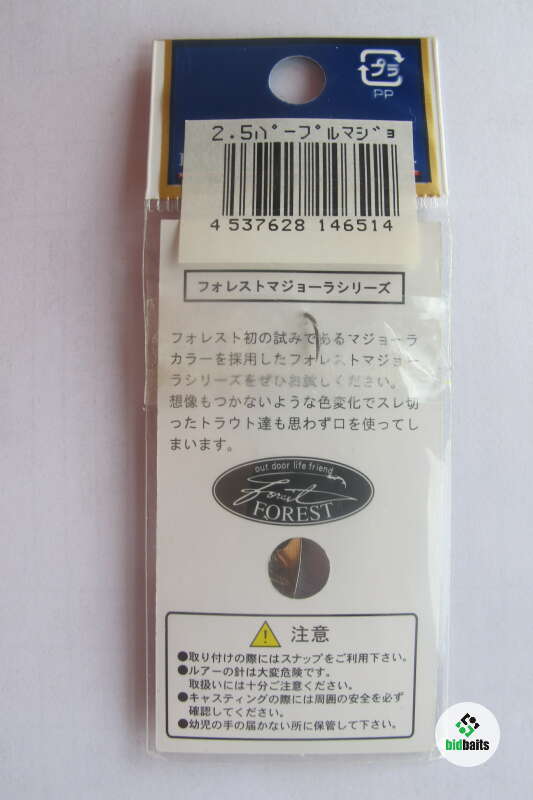 プラ
PP
2.5パープルマジョ
4 537628 146514
フォレストマジョーラシリーズ
フォレスト初の試みであるマジョーラ
カラーを採用したフォレストマジョー
ラシリーズをぜひお試しください。
想像もつかないような色変化でスレ切
ったトラウト達も思わず口を使ってし
まいます。
out door life friend
Forest
FOREST
注意
●取り付けの際にはスナップをご利用下さい。
●ルアーの針は大変危険です。
取扱いには十分ご注意ください。
●キャスティングの際には周囲の安全を必ず
確認してください。
●幼児の手の届かない所に保管して下さい。
bidbaits